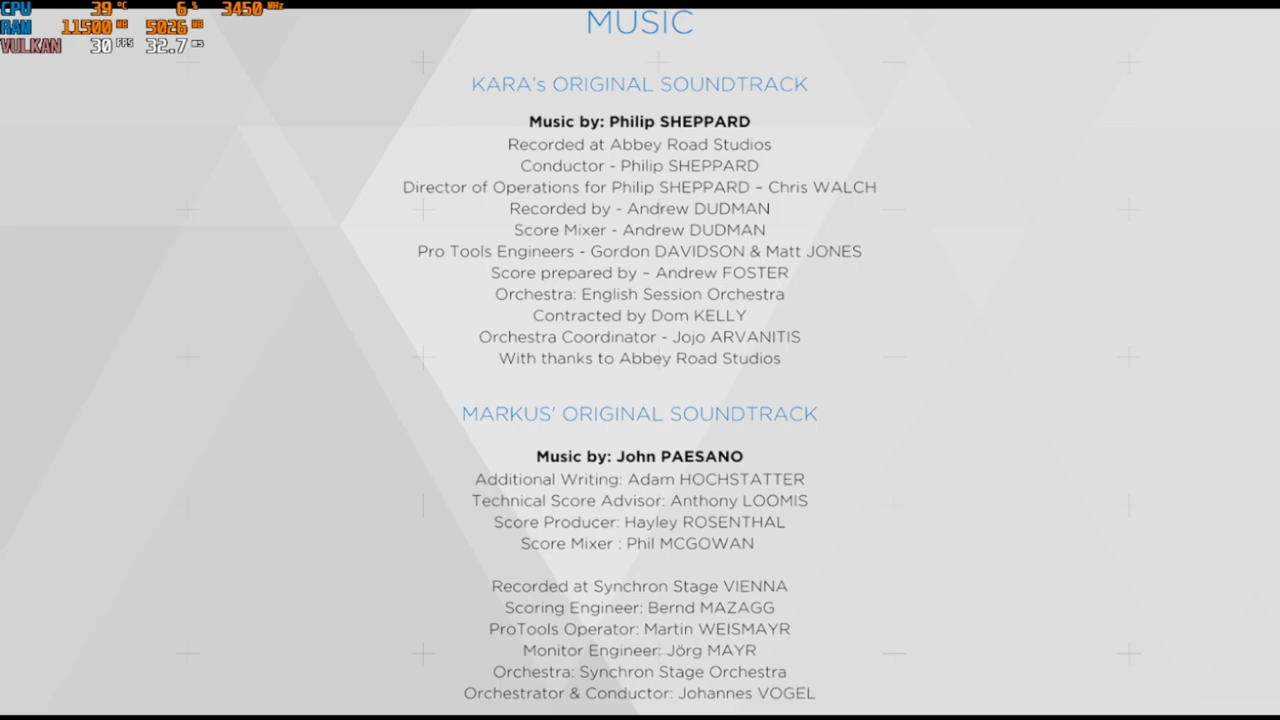 CPU 39 °C 6 % 3450 MHz
RAM 11500 MB 5026 MB
VULKAN 30 FPS 32.7 ms
MUSIC
KARA's ORIGINAL SOUNDTRACK
Music by: Philip SHEPPARD
Recorded at Abbey Road Studios
Conductor - Philip SHEPPARD
Director of Operations for Philip SHEPPARD – Chris WALCH
Recorded by - Andrew DUDMAN
Score Mixer - Andrew DUDMAN
Pro Tools Engineers - Gordon DAVIDSON & Matt JONES
Score prepared by – Andrew FOSTER
Orchestra: English Session Orchestra
Contracted by Dom KELLY
Orchestra Coordinator - Jojo ARVANITIS
With thanks to Abbey Road Studios
MARKUS' ORIGINAL SOUNDTRACK
Music by: John PAESANO
Additional Writing: Adam HOCHSTATTER
Technical Score Advisor: Anthony LOOMIS
Score Producer: Hayley ROSENTHAL
Score Mixer : Phil MCGOWAN
Recorded at Synchron Stage VIENNA
Scoring Engineer: Bernd MAZAGG
ProTools Operator: Martin WEISMAYR
Monitor Engineer: Jörg MAYR
Orchestra: Synchron Stage Orchestra
Orchestrator & Conductor: Johannes VOGEL